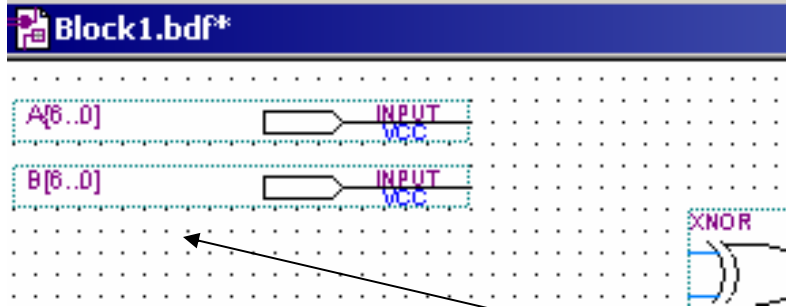 Block1.bdf*
A[6..0] INPUT
VCC
B[6..0] INPUT
VCC
XNOR